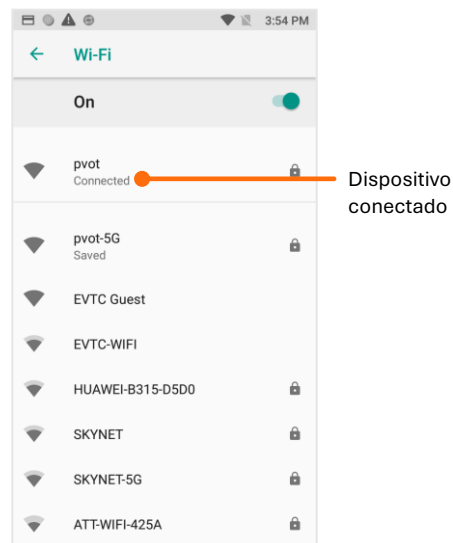 3:54 PM
Wi-Fi
On
pvot
Connected
Dispositivo
conectado
pvot-5G
Saved
EVTC Guest
EVTC-WIFI
HUAWEI-B315-D5D0
SKYNET
SKYNET-5G
ATT-WIFI-425A